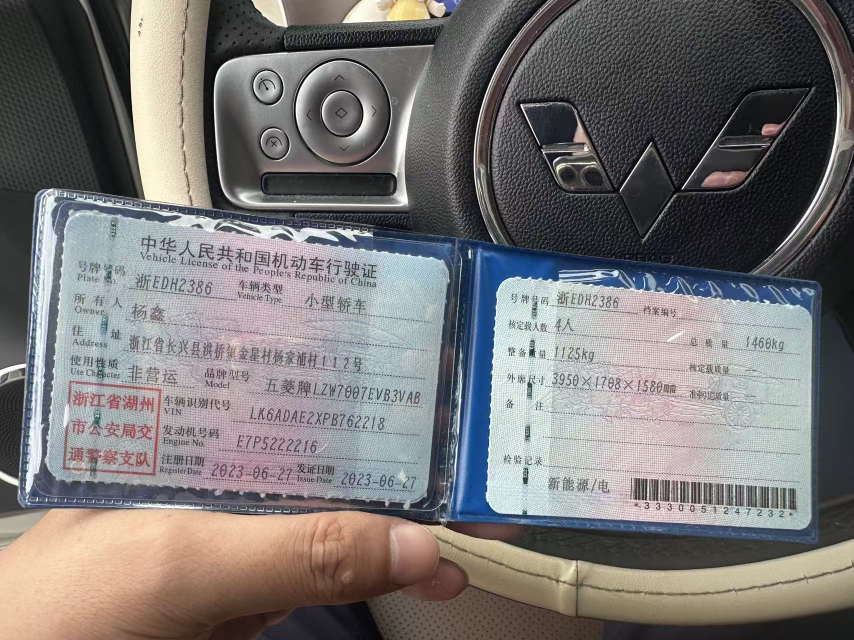 中华人民共和国机动车行驶证
Vehicle License of the People's Republic of China
号牌号码 浙EDH2386 车辆类型 小型轿车
Plate No. Vehicle Type
所有人 杨鑫
Owner
住址 浙江省长兴县洪桥镇金星村杨家浦村112号
Address
使用性质 非营运 品牌型号 五菱牌LZW7007EVB3VAB
Use Character Model
浙江省湖州
市公安局交
通警察支队
车辆识别代号 LK6ADAE2XPB762218
VIN
发动机号码 E7P5222216
Engine No.
注册日期 2023-06-27 发证日期 2023-06-27
Register Date Issue Date
号牌号码 浙EDH2386 档案编号
核定载人数 4人 总质量 1460kg
整备质量 1125kg 核定载质量 --
外廓尺寸 3950×1708×1580mm 准牵引总质量 --
备注
检验记录
新能源/电
*3330051247232*